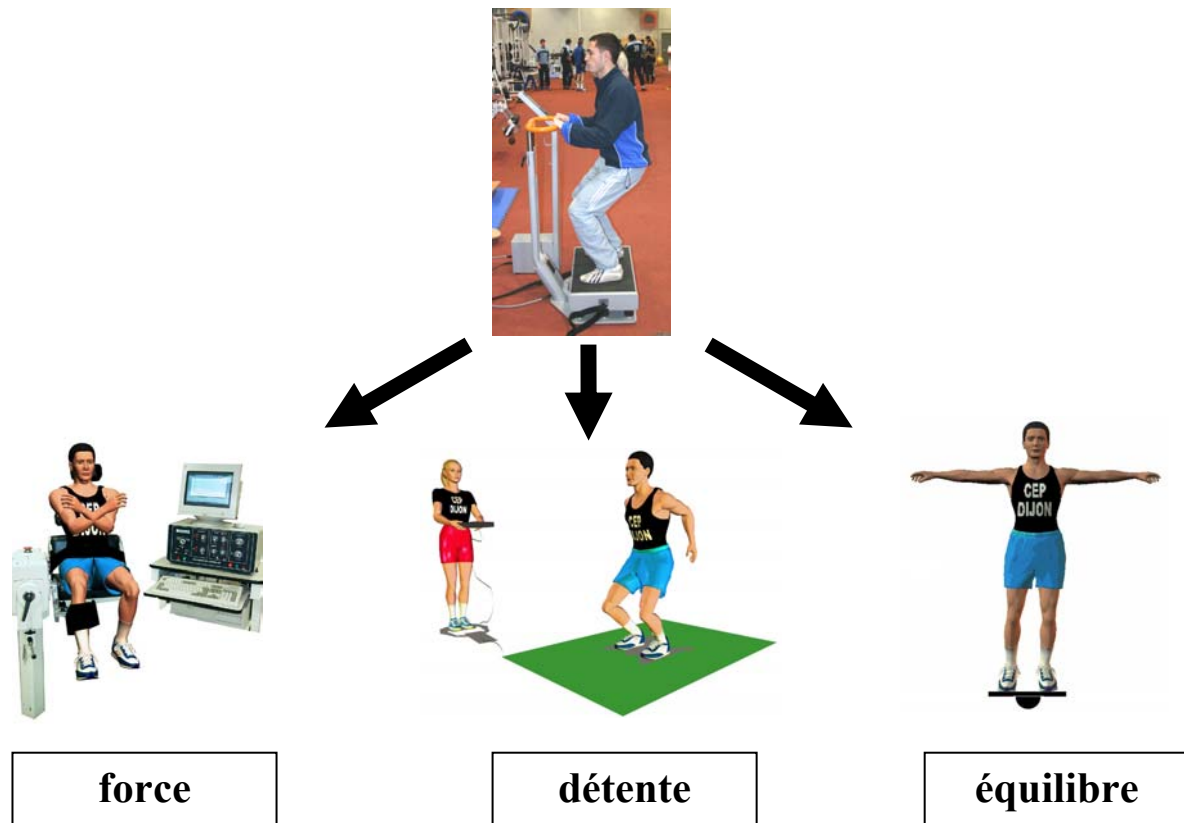 CEP
DIJON
CEP
DIJON
CEP
DIJON
force
détente
équilibre